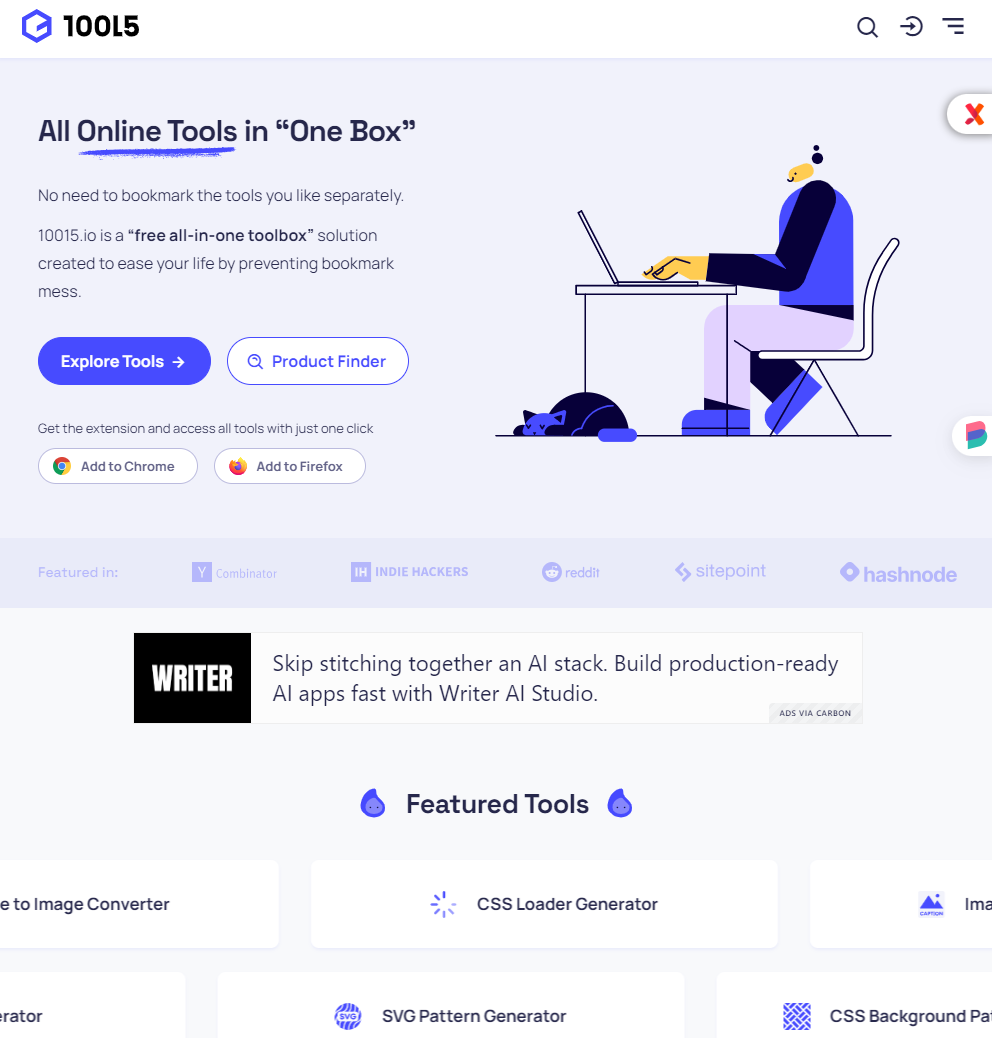 10015
All Online Tools in “One Box”
No need to bookmark the tools you like separately.
10015.io is a “free all-in-one toolbox” solution
created to ease your life by preventing bookmark
mess.
Explore Tools →
Product Finder
Get the extension and access all tools with just one click
Add to Chrome
Add to Firefox
Featured in:
Y Combinator
IH INDIE HACKERS
reddit
sitepoint
hashnode
WRITER
Skip stitching together an AI stack. Build production-ready
AI apps fast with Writer AI Studio.
ADS VIA CARBON
Featured Tools
e to Image Converter
CSS Loader Generator
CAPTION
Ima
erator
SVG
SVG Pattern Generator
CSS Background Pat